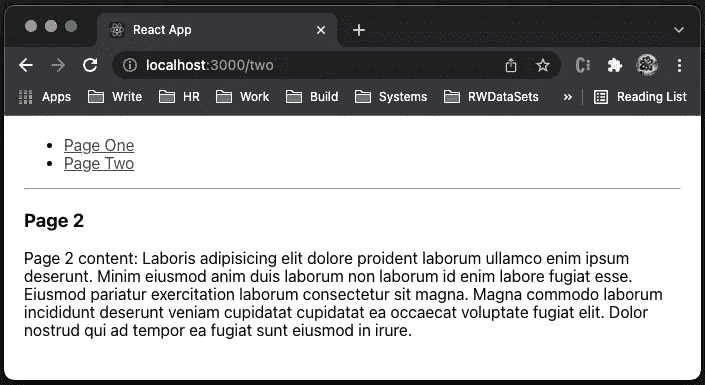 React App
localhost:3000/two
Apps Write HR Work Build Systems RWDataSets » Reading List
Page One
Page Two
Page 2
Page 2 content: Laboris adipisicing elit dolore proident laborum ullamco enim ipsum
deserunt. Minim eiusmod anim duis laborum non laborum id enim labore fugiat esse.
Eiusmod pariatur exercitation laborum consectetur sit magna. Magna commodo laborum
incididunt deserunt veniam cupidatat cupidatat ea occaecat voluptate fugiat elit. Dolor
nostrud qui ad tempor ea fugiat sunt eiusmod in irure.